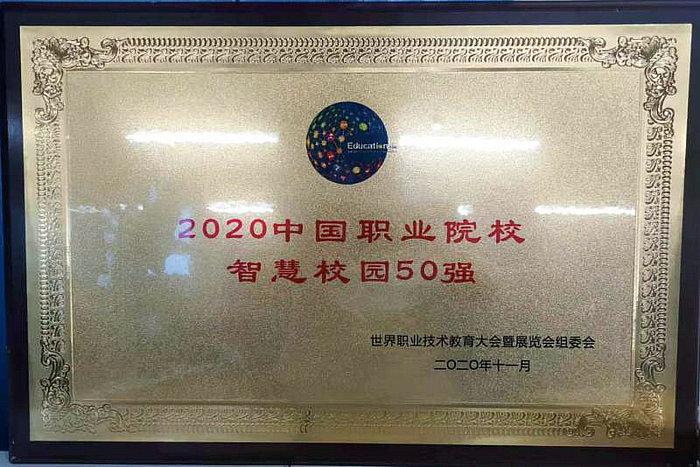 Education
2020中国职业院校
智慧校园50强
世界职业技术教育大会暨展览会组委会
二〇二〇年十一月